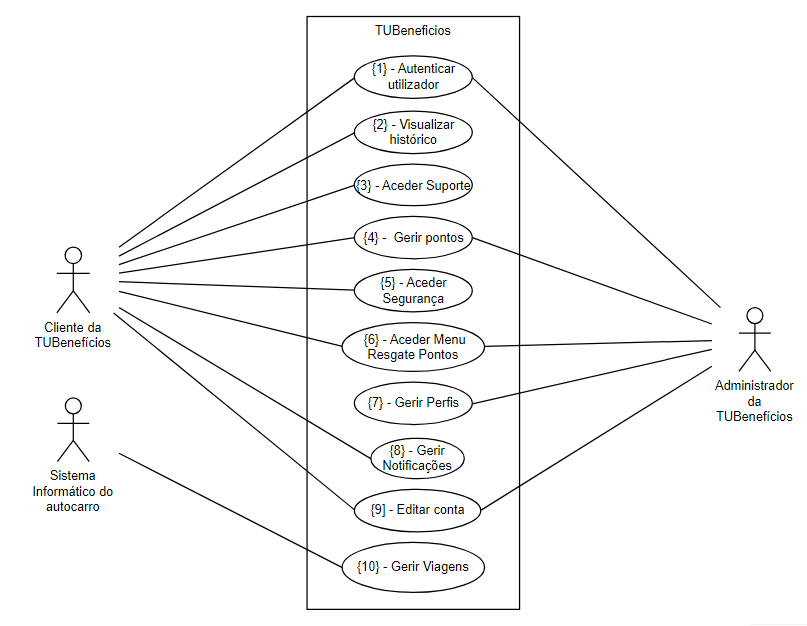 TUBeneficios
{1} - Autenticar
utilizador
{2} - Visualizar
histórico
{3} - Aceder Suporte
{4} -  Gerir pontos
{5} - Aceder
Segurança
{6} - Aceder Menu
Resgate Pontos
{7} - Gerir Perfis
{8} - Gerir
Notificações
{9] - Editar conta
{10} - Gerir Viagens
Cliente da
TUBenefícios
Sistema
Informático do
autocarro
Administrador
da
TUBenefícios